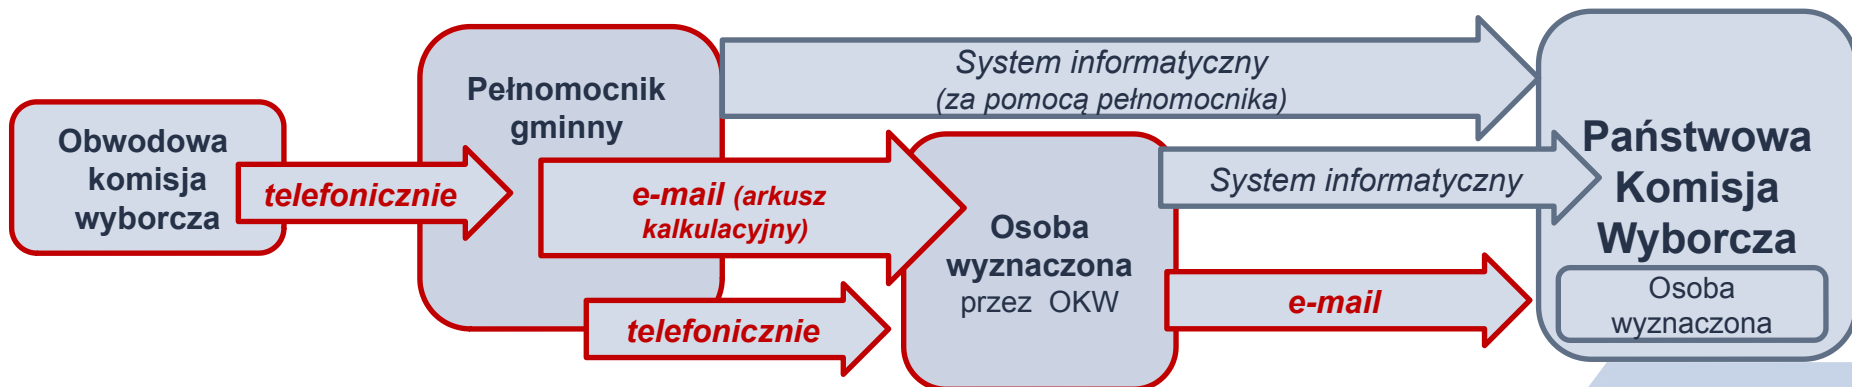 Obwodowa
komisja
wyborcza
telefonicznie
Pełnomocnik
gminny
System informatyczny
(za pomocą pełnomocnika)
e-mail (arkusz
kalkulacyjny)
telefonicznie
Osoba
wyznaczona
przez OKW
System informatyczny
e-mail
Państwowa
Komisja
Wyborcza
Osoba
wyznaczona